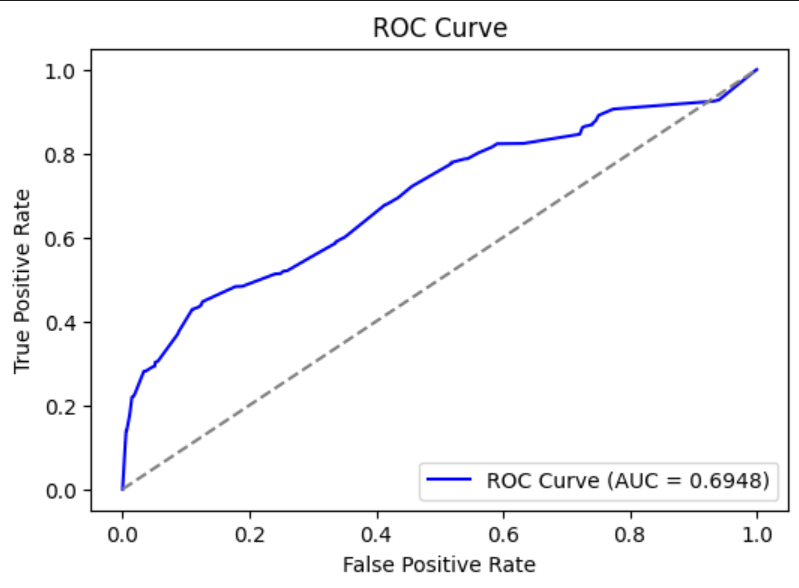 ROC Curve
1.0
0.8
0.6
0.4
0.2
0.0
True Positive Rate
ROC Curve (AUC = 0.6948)
0.0 0.2 0.4 0.6 0.8 1.0
False Positive Rate